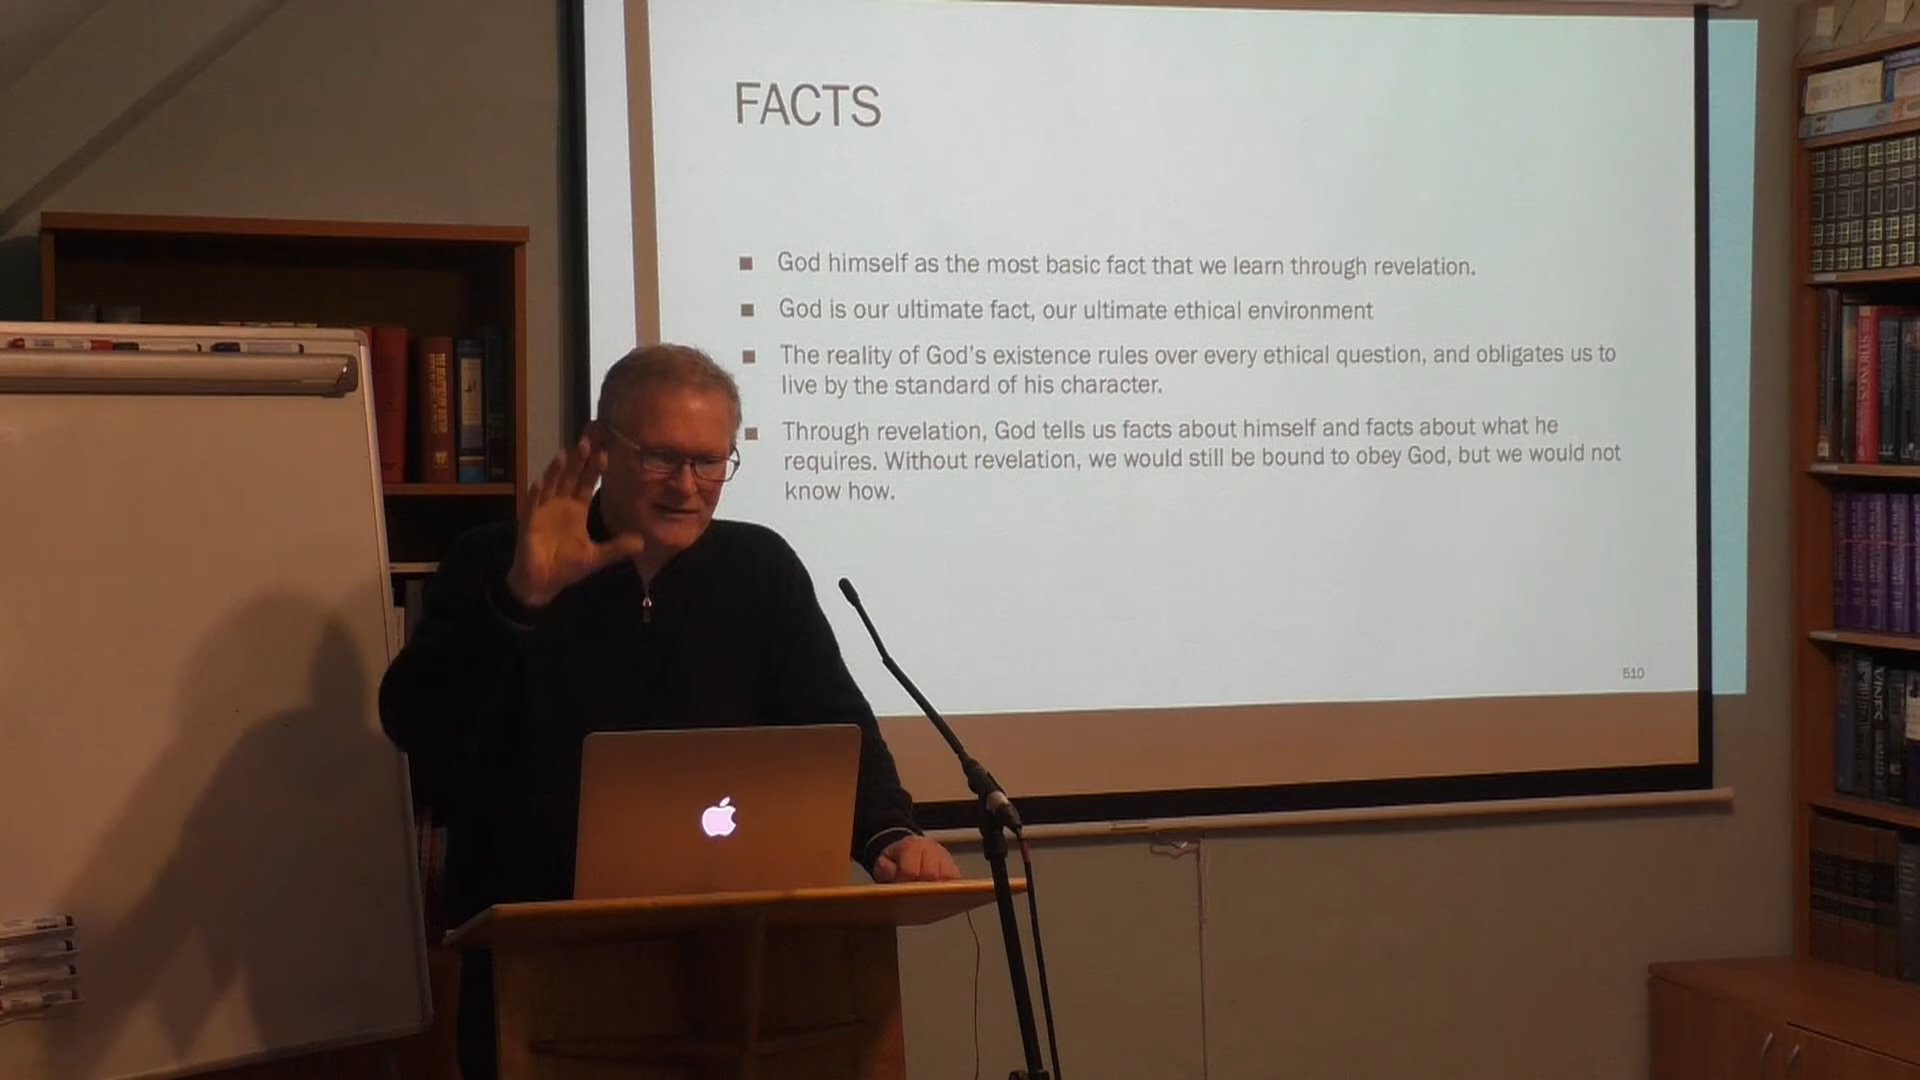 FACTS
God himself as the most basic fact that we learn through revelation.
God is our ultimate fact, our ultimate ethical environment
The reality of God's existence rules over every ethical question, and obligates us to
live by the standard of his character.
Through revelation, God tells us facts about himself and facts about what he
requires. Without revelation, we would still be bound to obey God, but we would not
know how.
510
STRONG'S
VINE'S